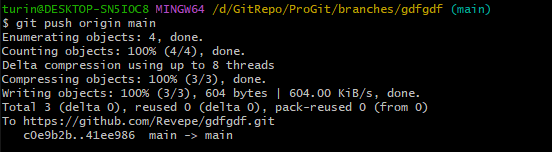 turin@DESKTOP-SN5IOC8 MINGW64 /d/GitRepo/ProGit/branches/gdfgdf (main)
$ git push origin main
Enumerating objects: 4, done.
Counting objects: 100% (4/4), done.
Delta compression using up to 8 threads
Compressing objects: 100% (3/3), done.
Writing objects: 100% (3/3), 604 bytes | 604.00 KiB/s, done.
Total 3 (delta 0), reused 0 (delta 0), pack-reused 0 (from 0)
To https://github.com/Revepe/gdfgdf.git
   c0e9b2b..41ee986  main -> main